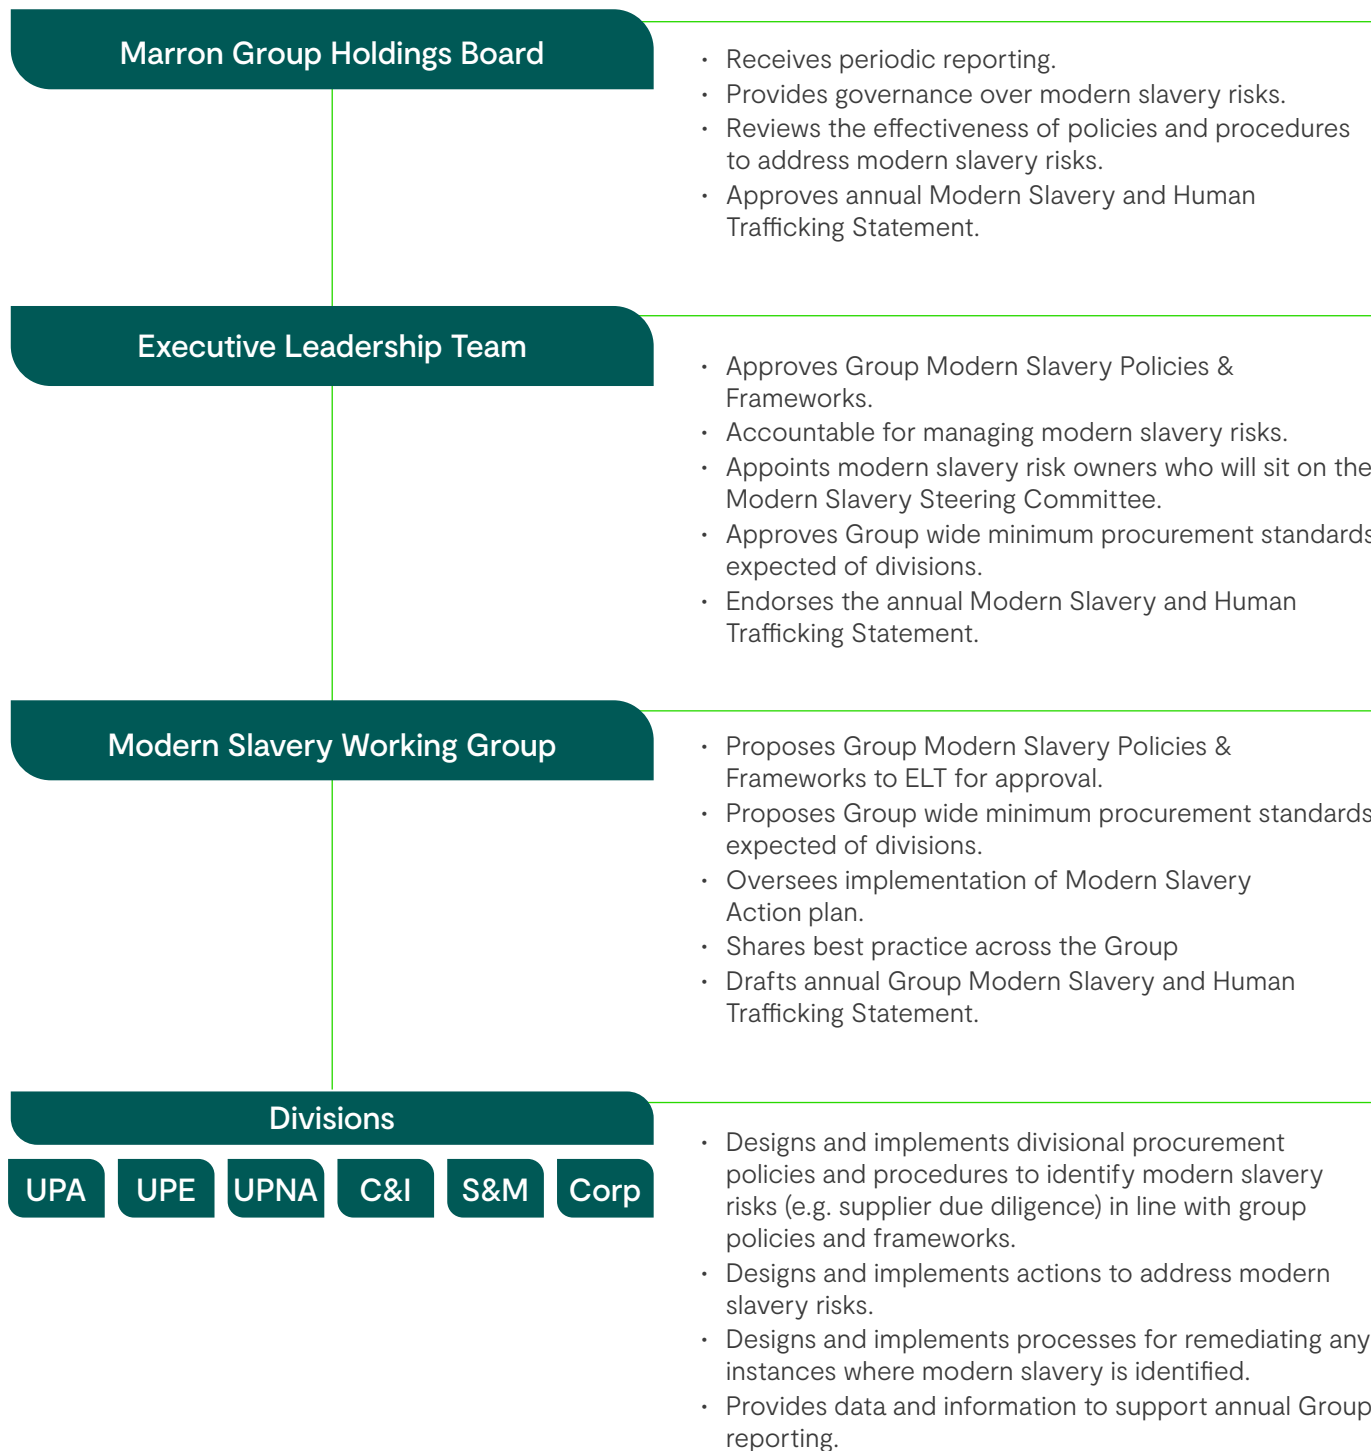 Marron Group Holdings Board
• Receives periodic reporting.
• Provides governance over modern slavery risks.
• Reviews the effectiveness of policies and procedures
to address modern slavery risks.
• Approves annual Modern Slavery and Human
Trafficking Statement.
Executive Leadership Team
• Approves Group Modern Slavery Policies &
Frameworks.
• Accountable for managing modern slavery risks.
• Appoints modern slavery risk owners who will sit on the
Modern Slavery Steering Committee.
• Approves Group wide minimum procurement standards
expected of divisions.
• Endorses the annual Modern Slavery and Human
Trafficking Statement.
Modern Slavery Working Group
• Proposes Group Modern Slavery Policies &
Frameworks to ELT for approval.
• Proposes Group wide minimum procurement standards
expected of divisions.
• Oversees implementation of Modern Slavery
Action plan.
• Shares best practice across the Group
• Drafts annual Group Modern Slavery and Human
Trafficking Statement.
Divisions
UPA UPE UPNA C&I S&M Corp
• Designs and implements divisional procurement
policies and procedures to identify modern slavery
risks (e.g. supplier due diligence) in line with group
policies and frameworks.
• Designs and implements actions to address modern
slavery risks.
• Designs and implements processes for remediating any
instances where modern slavery is identified.
• Provides data and information to support annual Group
reporting.